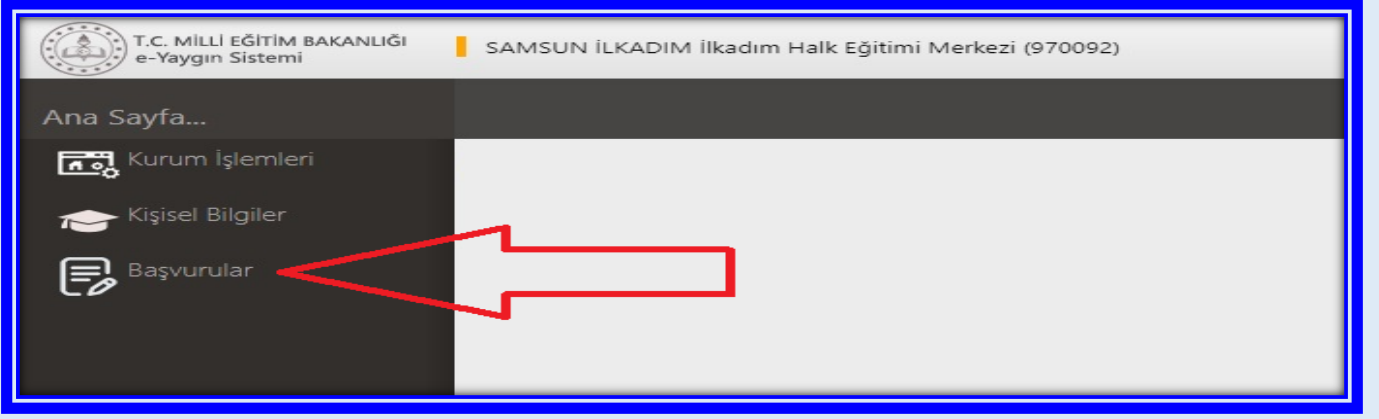 T.C. MİLLİ EĞİTİM BAKANLIĞI
e-Yaygın Sistemi
SAMSUN İLKADIM İlkadım Halk Eğitimi Merkezi (970092)
Ana Sayfa...
Kurum İşlemleri
Kişisel Bilgiler
Başvurular